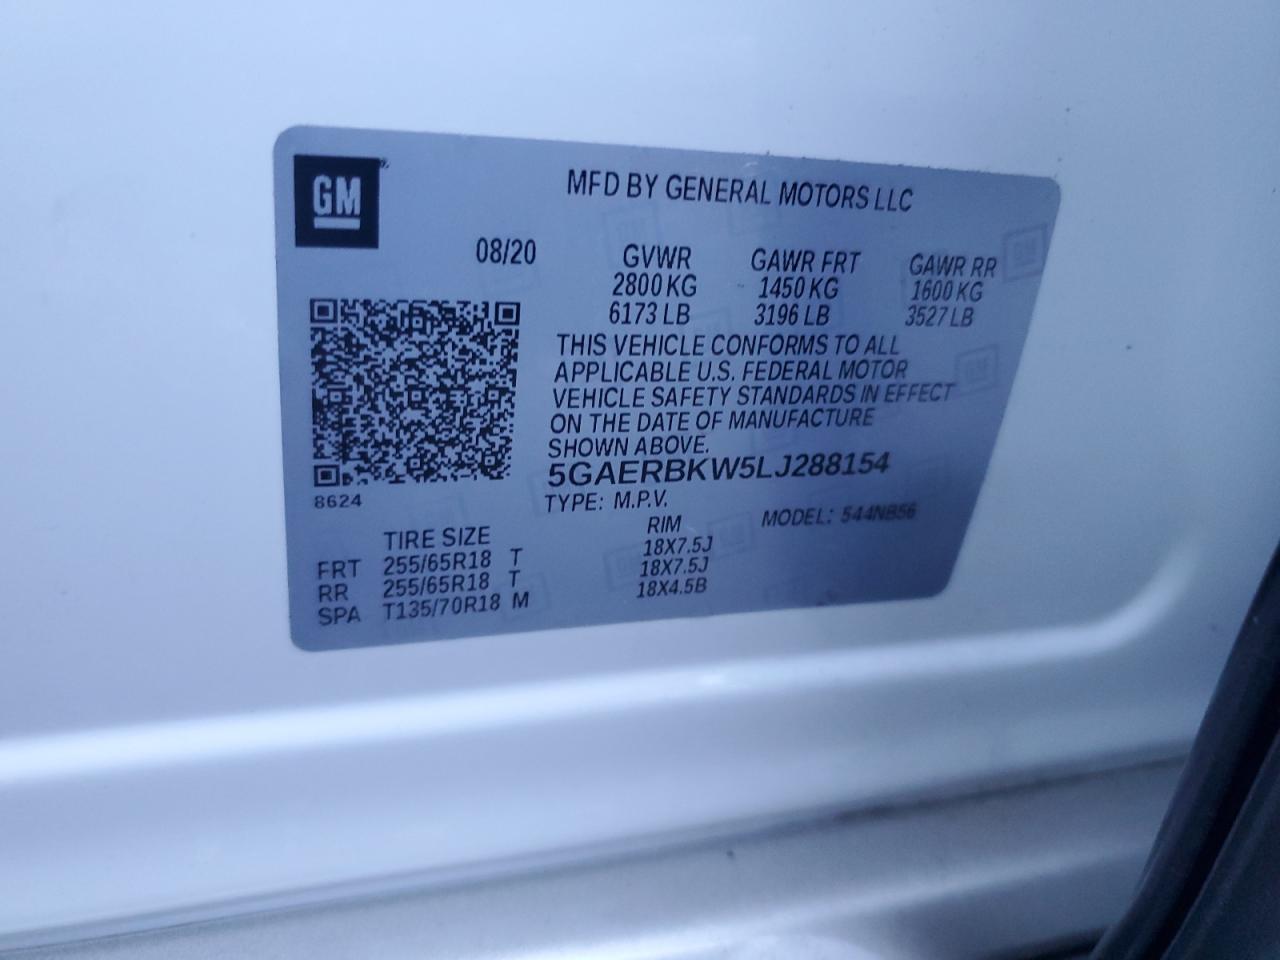 GM
MFD BY GENERAL MOTORS LLC
08/20
GVWR GAWR FRT GAWR RR
2800 KG 1450 KG 1600 KG
6173 LB 3196 LB 3527 LB
THIS VEHICLE CONFORMS TO ALL
APPLICABLE U.S. FEDERAL MOTOR
VEHICLE SAFETY STANDARDS IN EFFECT
ON THE DATE OF MANUFACTURE
SHOWN ABOVE.
5GAERBKW5LJ288154
8624
TYPE: M.P.V. MODEL: 544NB56
TIRE SIZE RIM
FRT 255/65R18 T 18X7.5J
RR 255/65R18 T 18X7.5J
SPA T135/70R18 M 18X4.5B